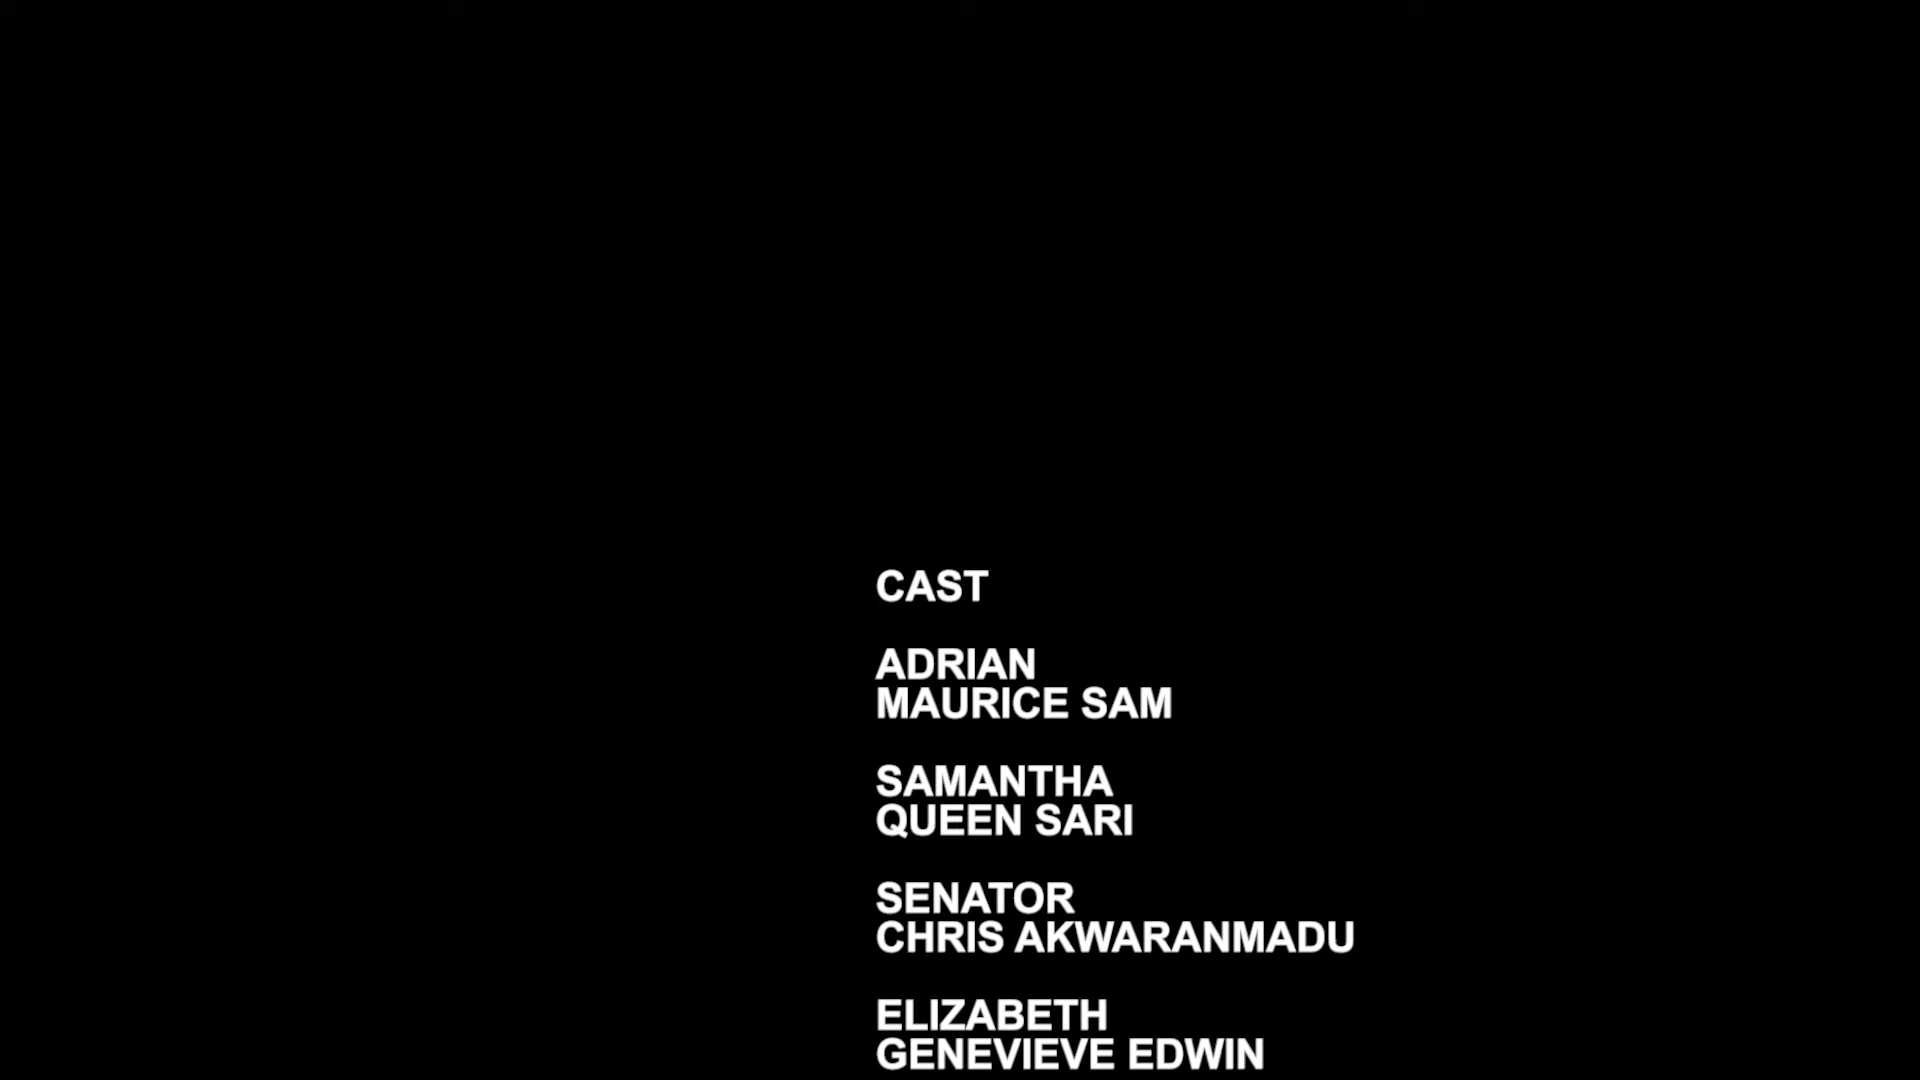 CAST
ADRIAN
MAURICE SAM
SAMANTHA
QUEEN SARI
SENATOR
CHRIS AKWARANMADU
ELIZABETH
GENEVIEVE EDWIN